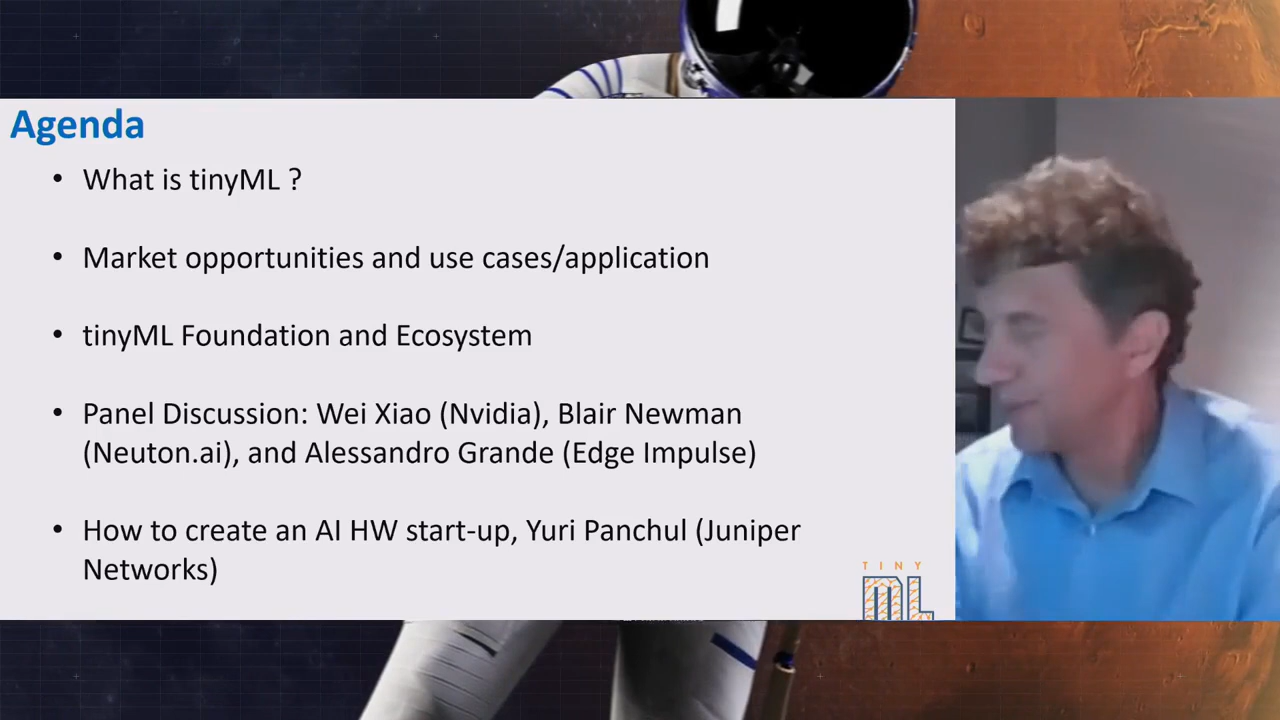 Agenda
• What is tinyML ?
• Market opportunities and use cases/application
• tinyML Foundation and Ecosystem
• Panel Discussion: Wei Xiao (Nvidia), Blair Newman
(Neuton.ai), and Alessandro Grande (Edge Impulse)
• How to create an AI HW start-up, Yuri Panchul (Juniper
Networks)
TINY
ML